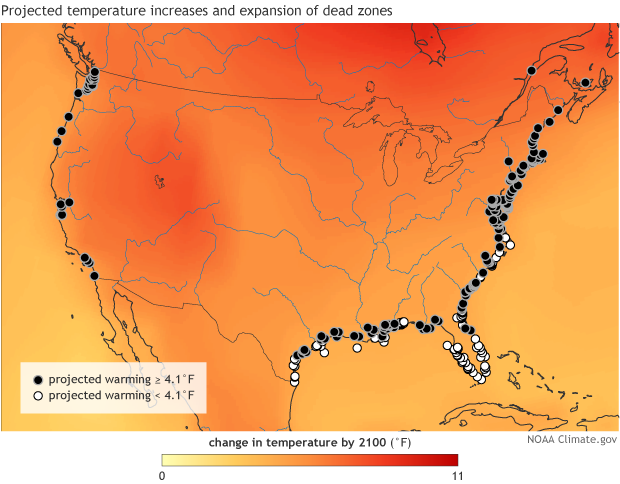 Projected temperature increases and expansion of dead zones
projected warming ≥ 4.1°F
projected warming < 4.1°F
change in temperature by 2100 (°F)
NOAA Climate.gov
0
11